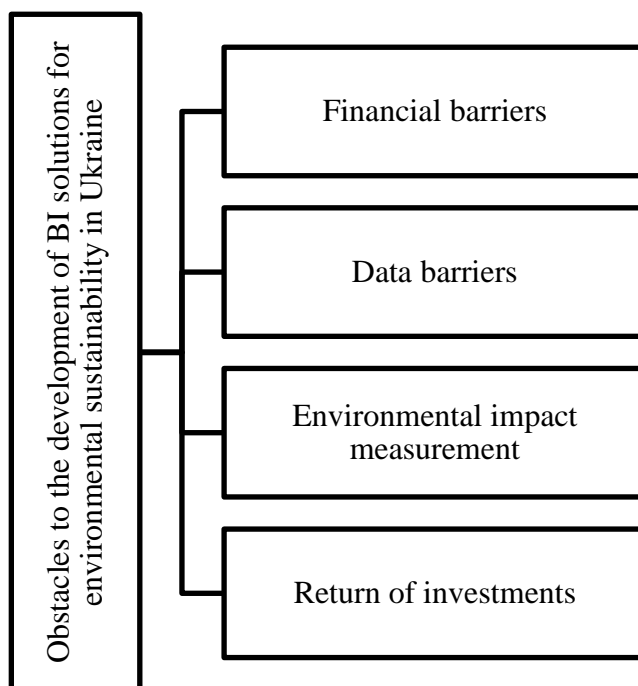 Obstacles to the development of BI solutions for
environmental sustainability in Ukraine
Financial barriers
Data barriers
Environmental impact
measurement
Return of investments